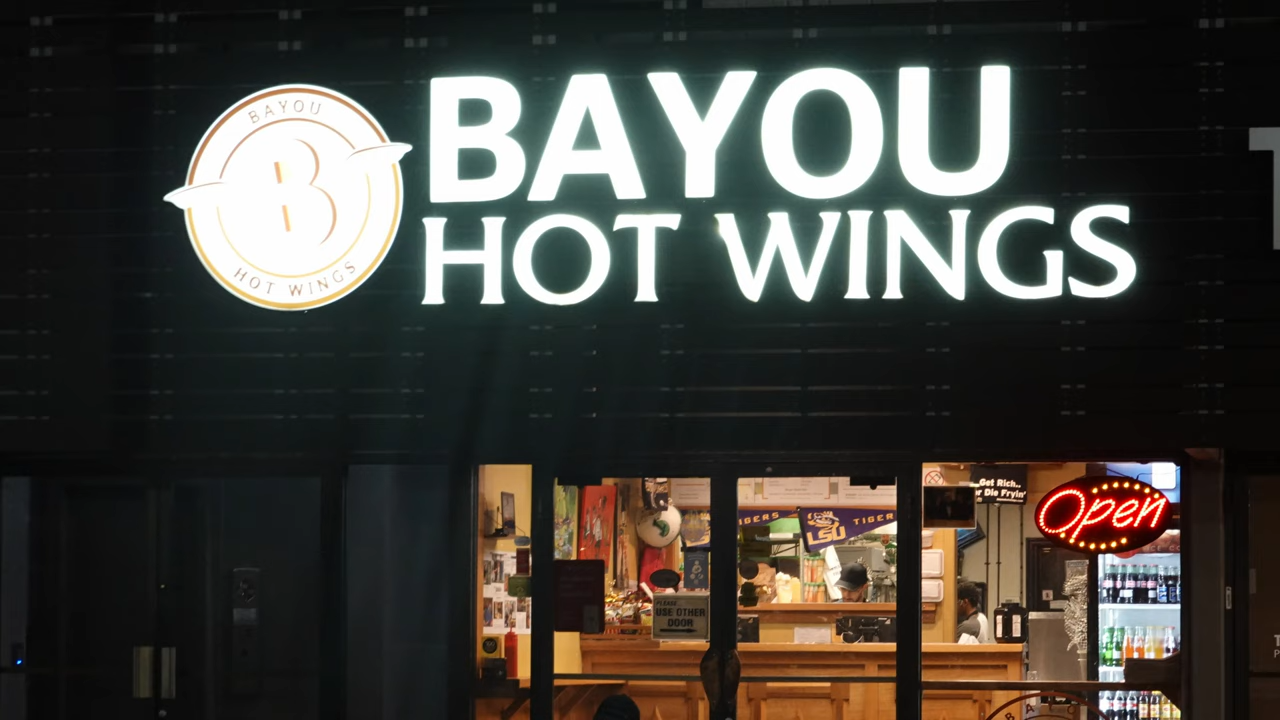 BAYOU
B
HOT WINGS
BAYOU
HOT WINGS
T
Get Rich..
or Die Fryin'
Open
TIGERS
LSU TIGERS
PLEASE
USE OTHER
DOOR